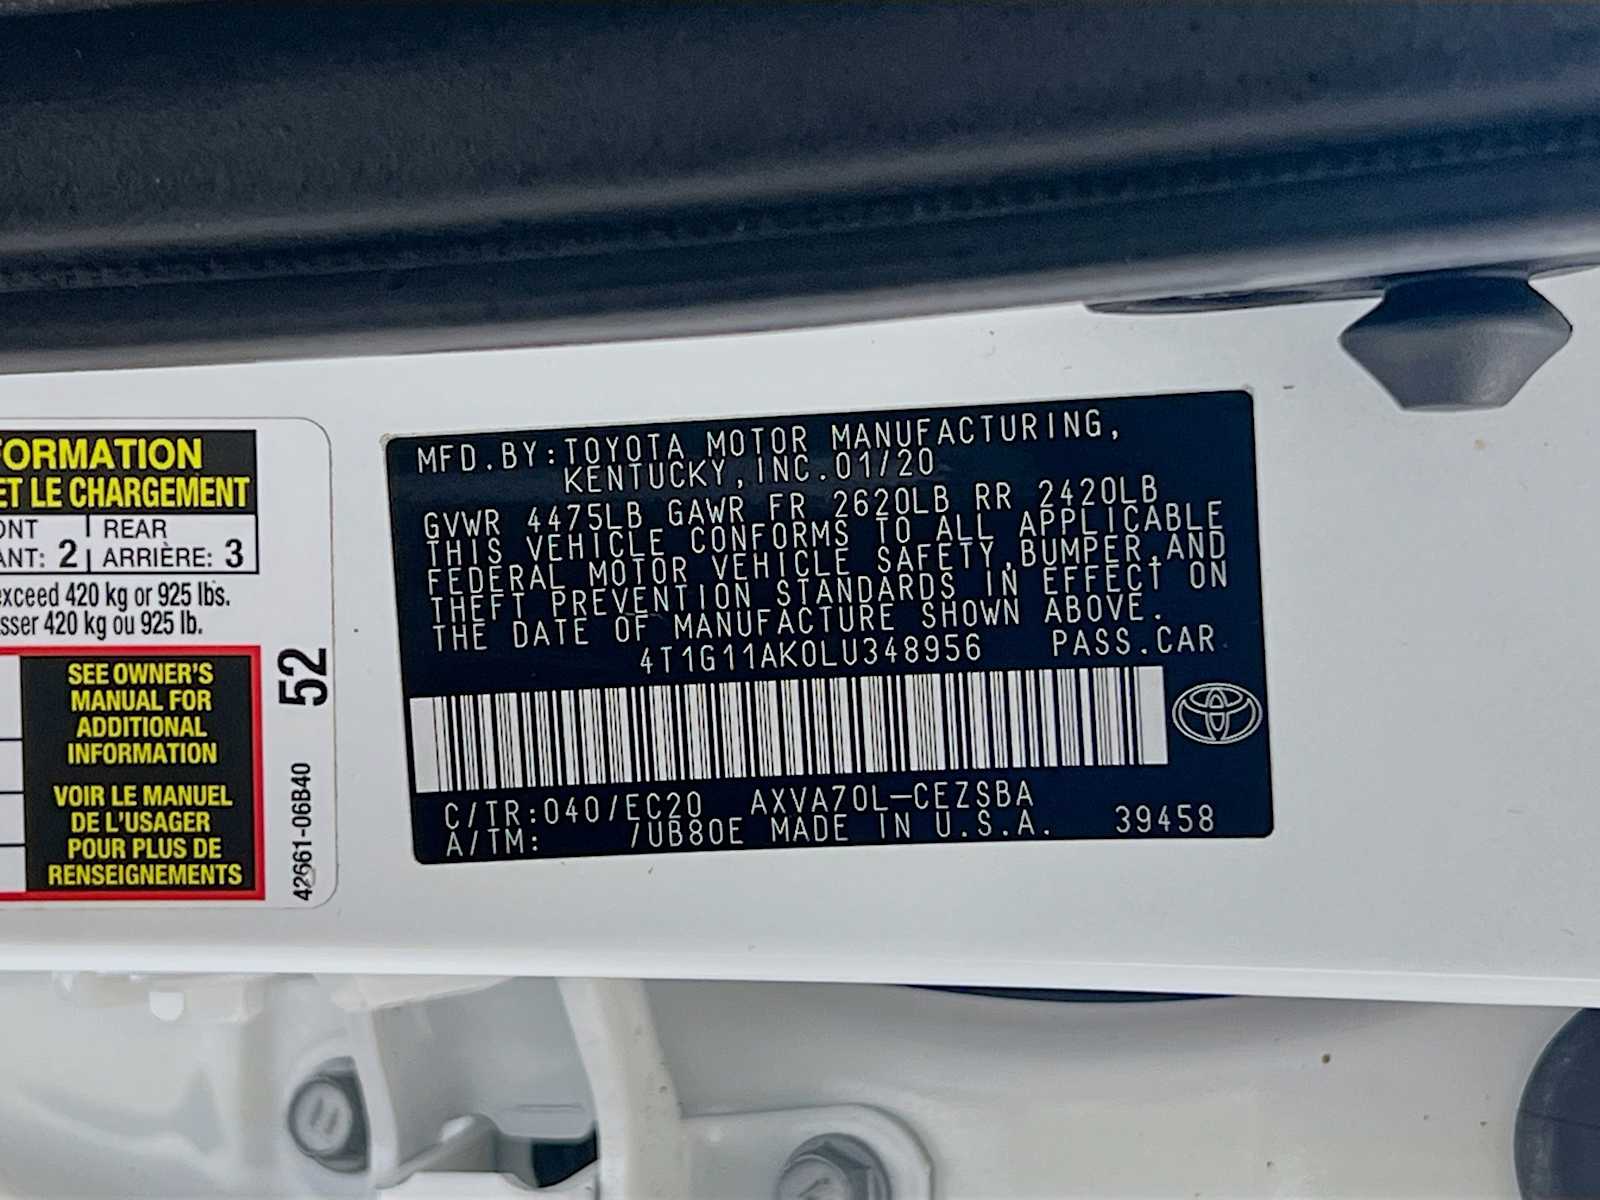 FORMATION
ET LE CHARGEMENT
ONT | REAR
ANT: 2 | ARRIÈRE: 3
exceed 420 kg or 925 lbs.
sser 420 kg ou 925 lb.
SEE OWNER'S
MANUAL FOR
ADDITIONAL
INFORMATION
VOIR LE MANUEL
DE L'USAGER
POUR PLUS DE
RENSEIGNEMENTS
52
42661-06B40
MFD.BY:TOYOTA MOTOR MANUFACTURING,
KENTUCKY,INC.01/20
GVWR 4475LB GAWR FR 2620LB RR 2420LB
THIS VEHICLE CONFORMS TO ALL APPLICABLE
FEDERAL MOTOR VEHICLE SAFETY,BUMPER,AND
THEFT PREVENTION STANDARDS IN EFFECT ON
THE DATE OF MANUFACTURE SHOWN ABOVE.
4T1G11AK0LU348956 PASS.CAR
C/TR:040/EC20 AXVA70L-CEZSBA
A/TM: /UB80E MADE IN U.S.A. 39458